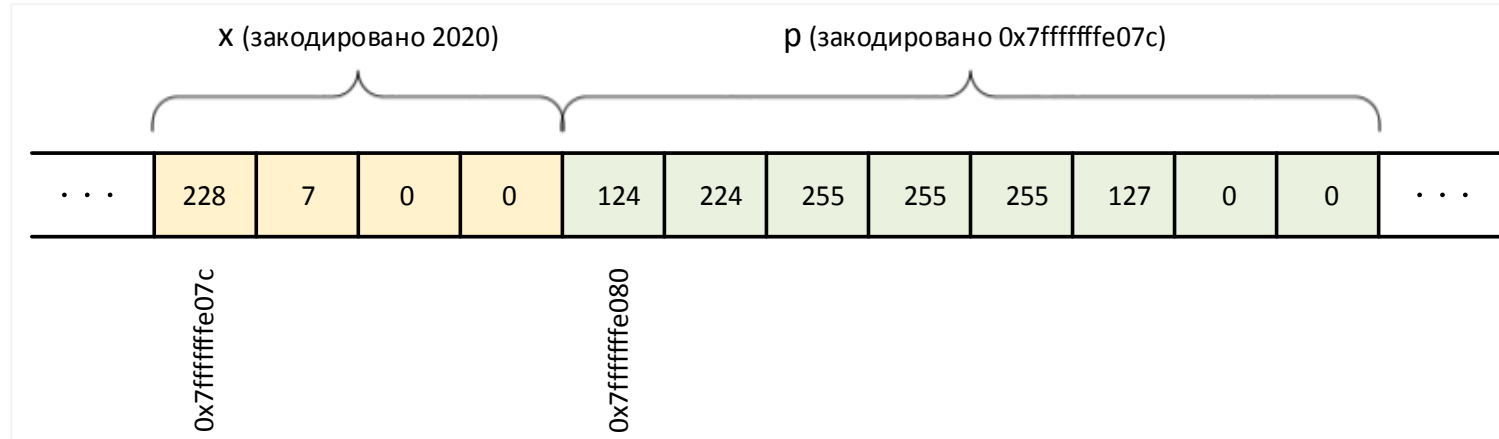 x (закодировано 2020) p (закодировано 0x7fffffffe07c)
· · · 228 7 0 0 124 224 255 255 255 127 0 0 · · ·
0x7fffffffe07c
0x7fffffffe080